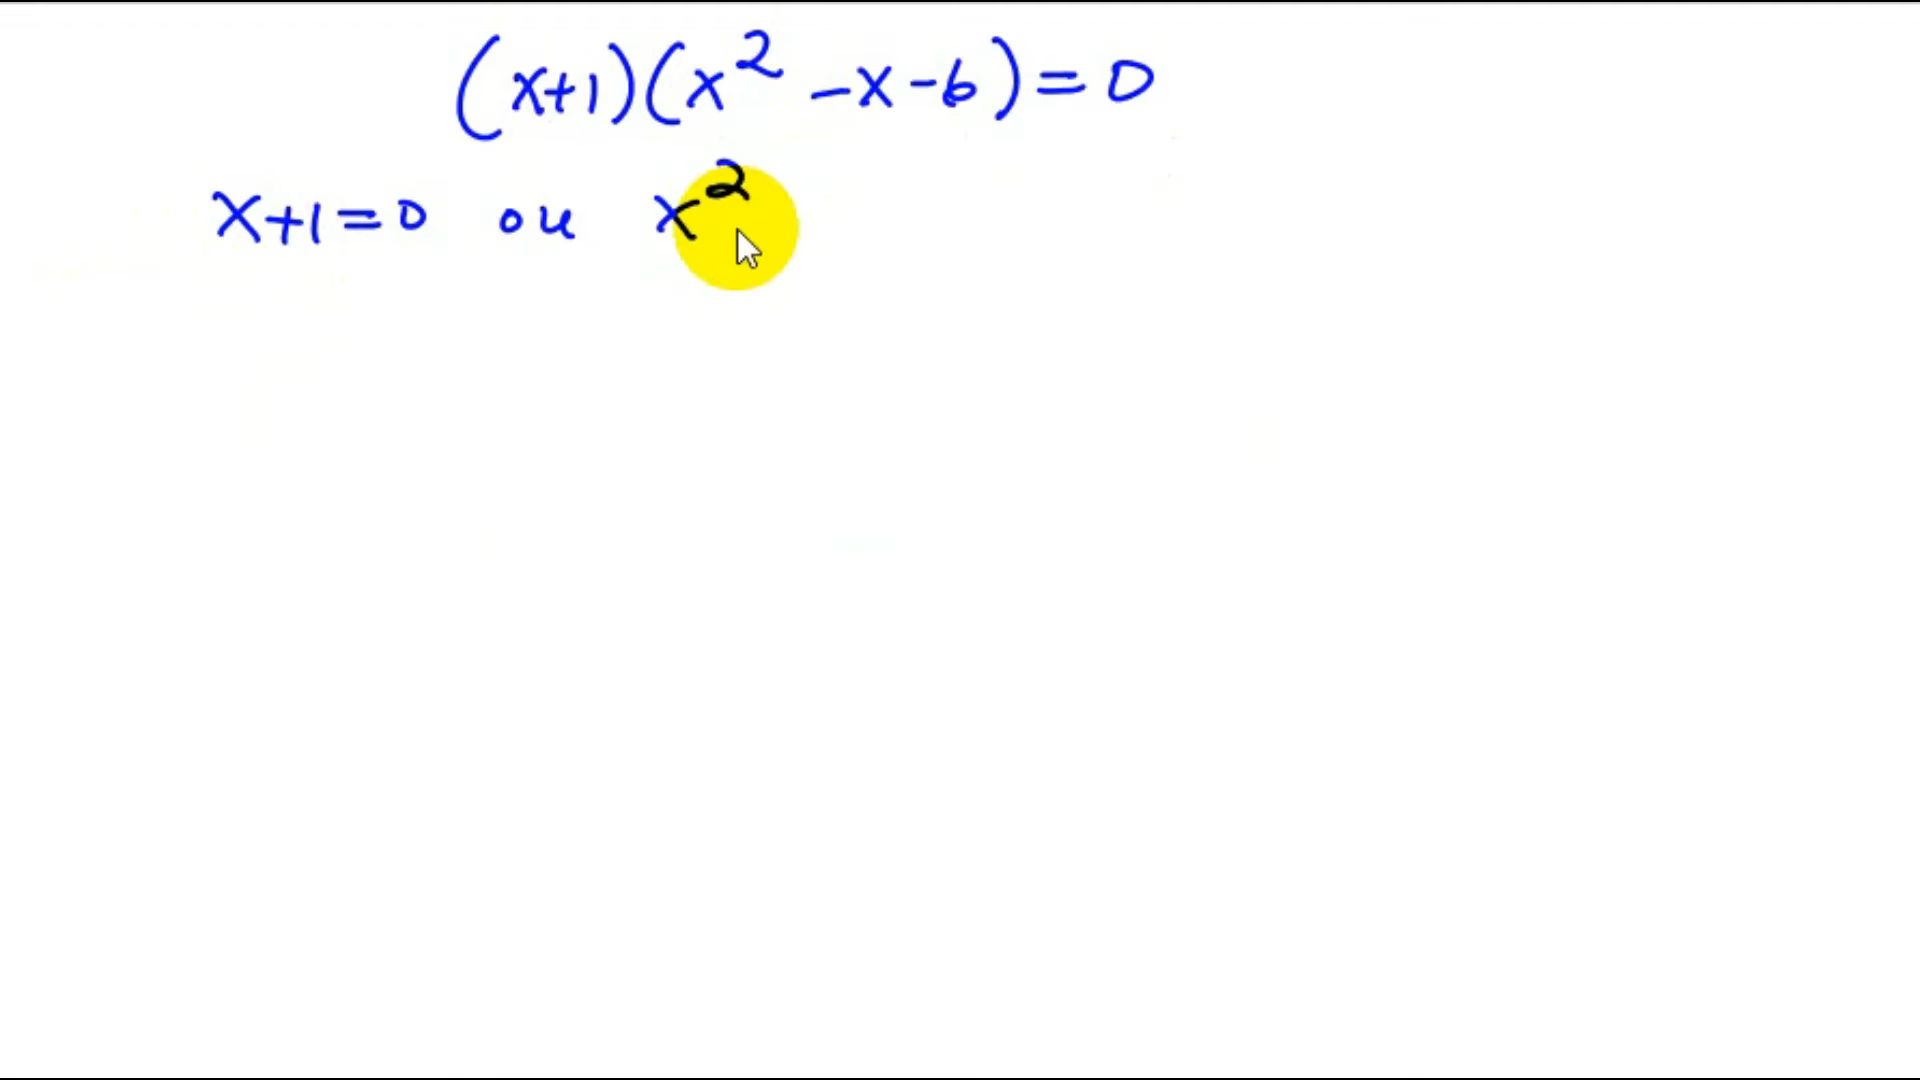 (x+1)(x² -x-6)=0
x+1=0 ou x²